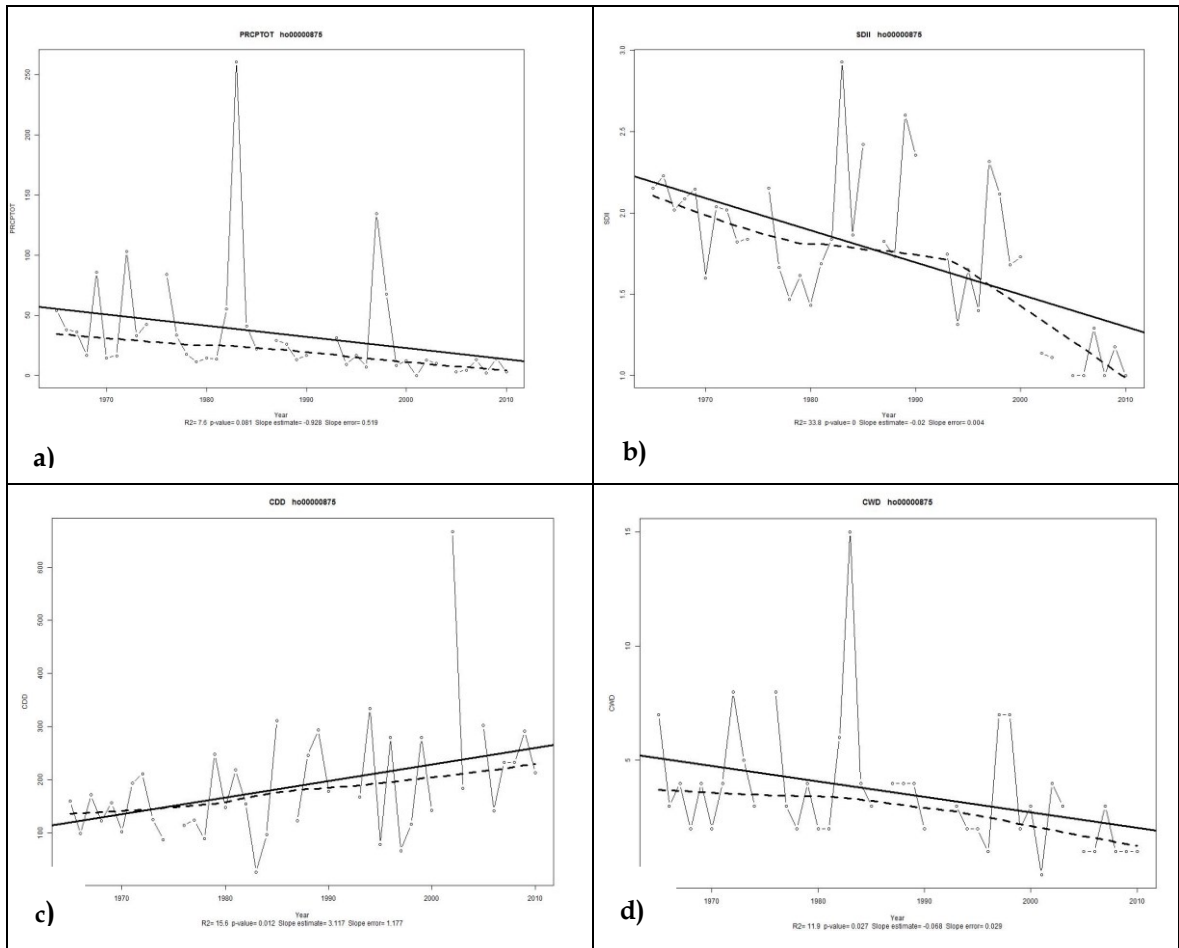 PRCPTOT ho00000875
250
200
150
100
50
0
PRCPTOT
1970 1980 1990 2000 2010
Year
R2= 7.6 p-value= 0.081 Slope estimate= -0.928 Slope error= 0.519
a)
SDII ho00000875
3.0
2.5
2.0
1.5
1.0
SDII
1970 1980 1990 2000 2010
Year
R2= 33.8 p-value= 0 Slope estimate= -0.02 Slope error= 0.004
b)
CDD ho00000875
600
500
400
300
200
100
CDD
1970 1980 1990 2000 2010
Year
R2= 15.6 p-value= 0.012 Slope estimate= 3.117 Slope error= 1.177
c)
CWD ho00000875
15
10
5
CWD
1970 1980 1990 2000 2010
Year
R2= 11.9 p-value= 0.027 Slope estimate= -0.068 Slope error= 0.029
d)